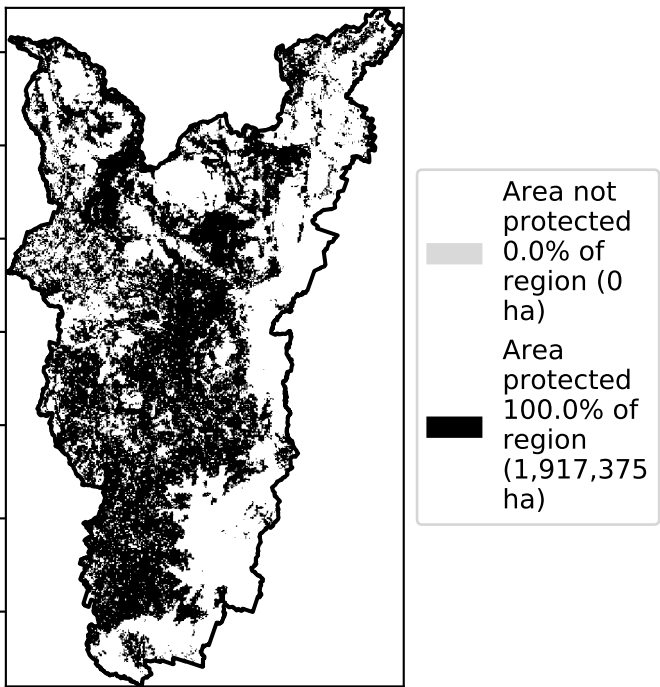 Area not
protected
0.0% of
region (0
ha)
Area
protected
100.0% of
region
(1,917,375
ha)